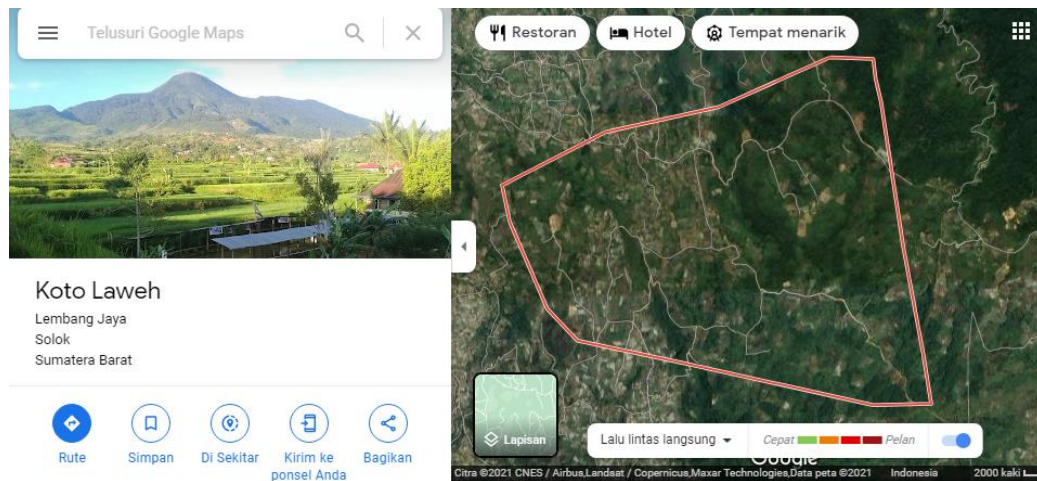 Telusuri Google Maps
Koto Laweh
Lembang Jaya
Solok
Sumatera Barat
Rute
Simpan
Di Sekitar
Kirim ke
ponsel Anda
Bagikan
Restoran
Hotel
Tempat menarik
Lapisan
Lalu lintas langsung
Cepat
Pelan
Google
Citra ©2021 CNES / Airbus,Landsat / Copernicus,Maxar Technologies,Data peta ©2021
Indonesia
2000 kaki